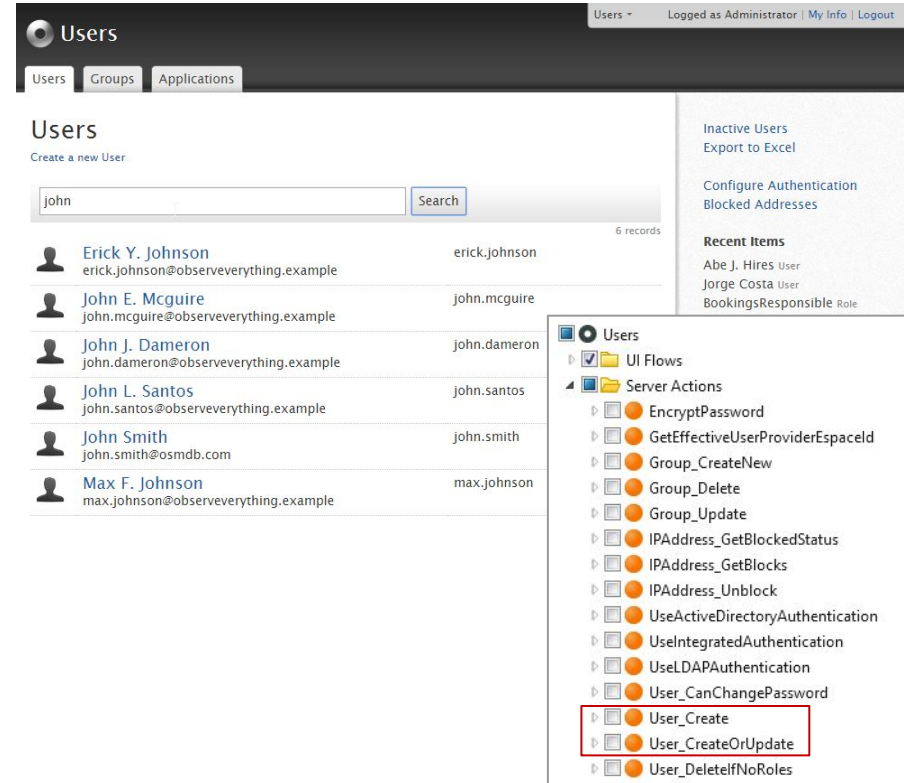 Users Logged as Administrator | My Info | Logout
Users
Users Groups Applications
Users
Create a new User
john Search
6 records
Erick Y. Johnson erick.johnson
erick.johnson@observeverything.example
John E. Mcguire john.mcguire
john.mcguire@observeverything.example
John J. Dameron john.dameron
john.dameron@observeverything.example
John L. Santos john.santos
john.santos@observeverything.example
John Smith john.smith
john.smith@osmdb.com
Max F. Johnson max.johnson
max.johnson@observeverything.example
Inactive Users
Export to Excel
Configure Authentication
Blocked Addresses
Recent Items
Abe J. Hires User
Jorge Costa User
BookingsResponsible Role
Users
UI Flows
Server Actions
EncryptPassword
GetEffectiveUserProviderEspaceId
Group_CreateNew
Group_Delete
Group_Update
IPAddress_GetBlockedStatus
IPAddress_GetBlocks
IPAddress_Unblock
UseActiveDirectoryAuthentication
UseIntegratedAuthentication
UseLDAPAuthentication
User_CanChangePassword
User_Create
User_CreateOrUpdate
User_DeleteIfNoRoles